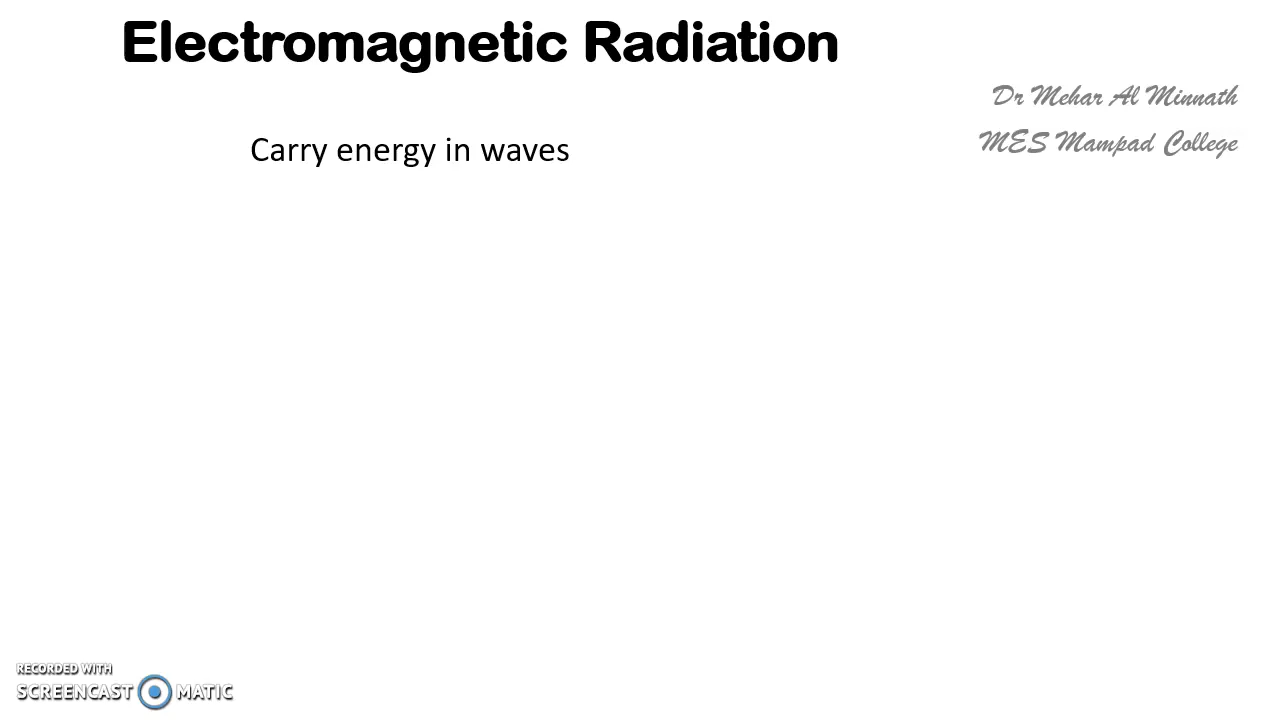 Electromagnetic Radiation
Dr Mehar Al Minnath
MES Mampad College
Carry energy in waves
RECORDED WITH
SCREENCAST MATIC